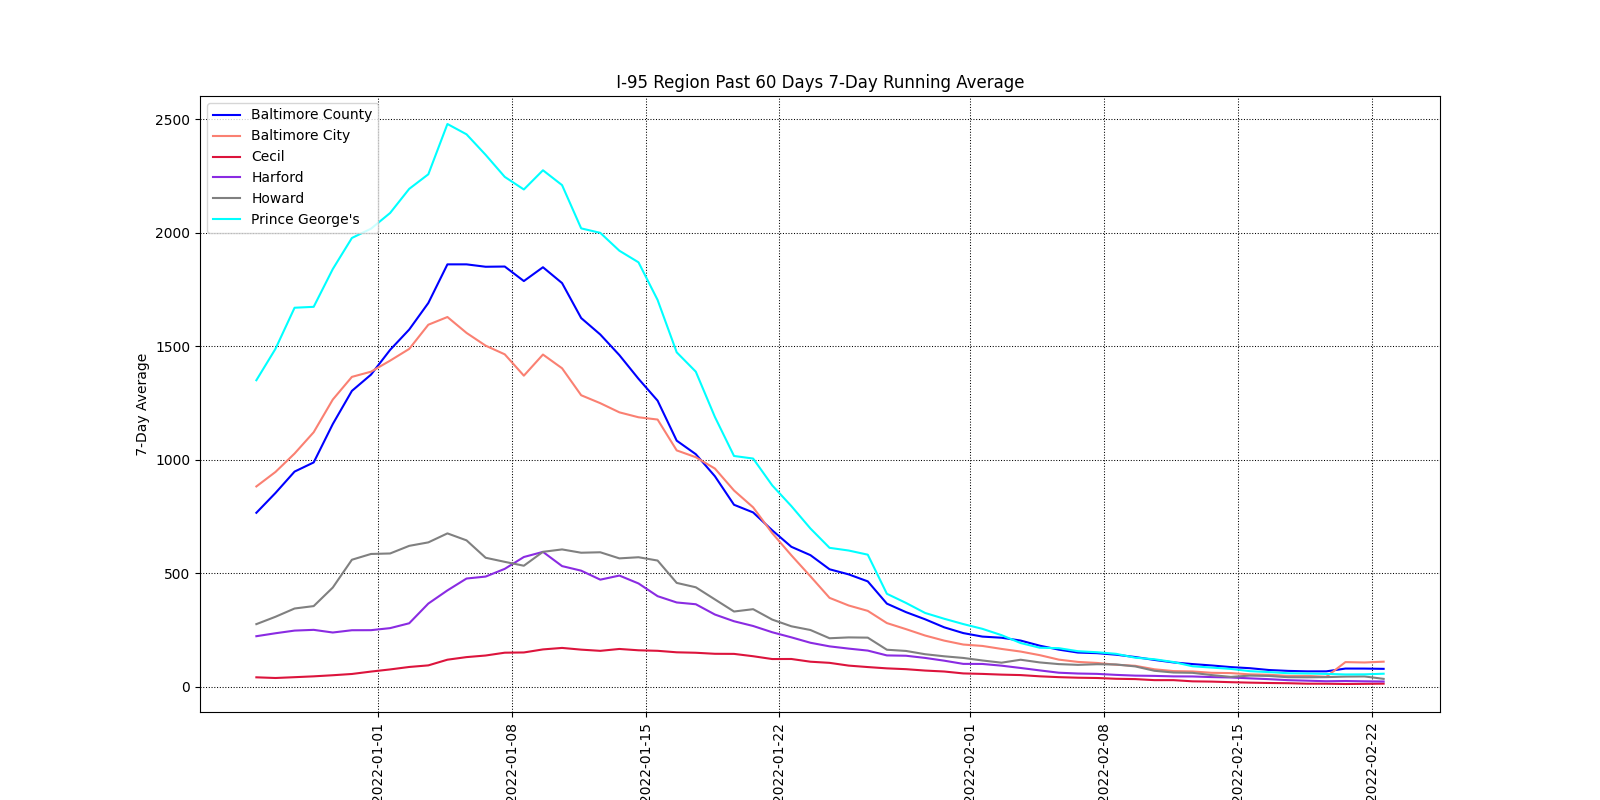 I-95 Region Past 60 Days 7-Day Running Average
Baltimore County
Baltimore City
Cecil
Harford
Howard
Prince George's
7-Day Average
2500
2000
1500
1000
500
0
2022-01-01
2022-01-08
2022-01-15
2022-01-22
2022-02-01
2022-02-08
2022-02-15
2022-02-22